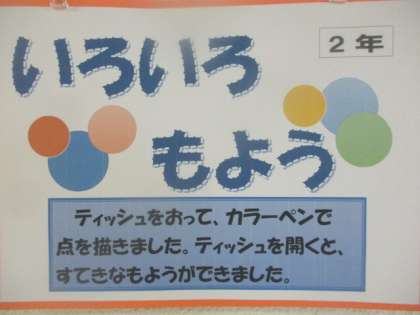 ２年
いろいろ
もよう
ティッシュをおって、カラーペンで
点を描きました。ティッシュを開くと、
すてきなもようができました。